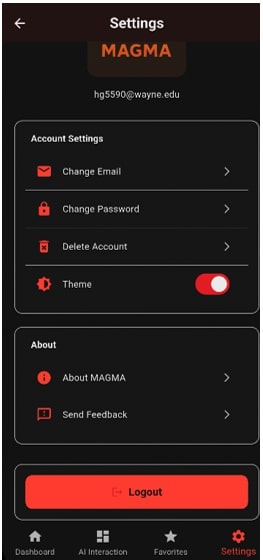 Settings
MAGMA
hg5590@wayne.edu
Account Settings
Change Email
Change Password
Delete Account
Theme
About
About MAGMA
Send Feedback
Logout
Dashboard
AI Interaction
Favorites
Settings